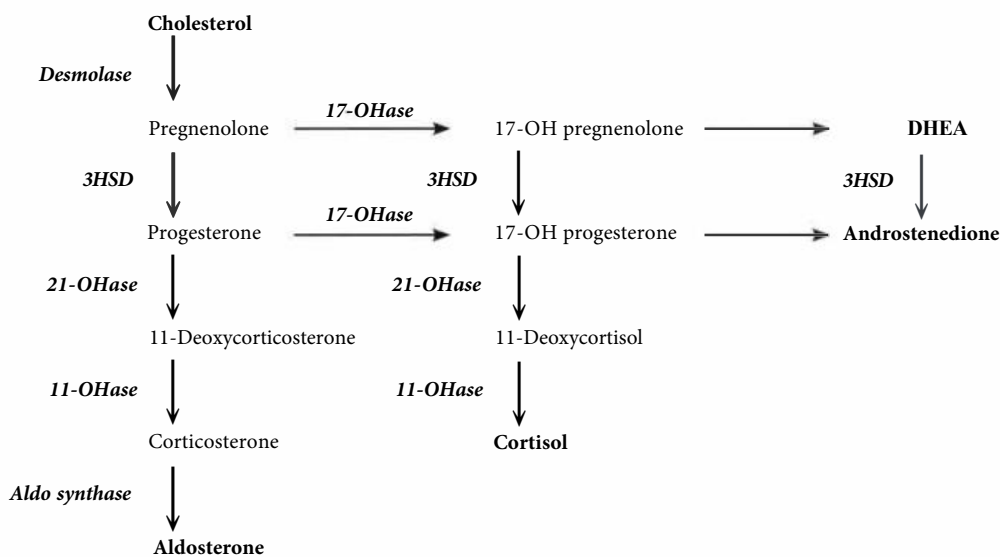 Cholesterol
Desmolase
17-OHase
Pregnenolone
17-OH pregnenolone
DHEA
3HSD
3HSD
3HSD
17-OHase
Progesterone
17-OH progesterone
Androstenedione
21-OHase
21-OHase
11-Deoxycorticosterone
11-Deoxycortisol
11-OHase
11-OHase
Corticosterone
Cortisol
Aldo synthase
Aldosterone